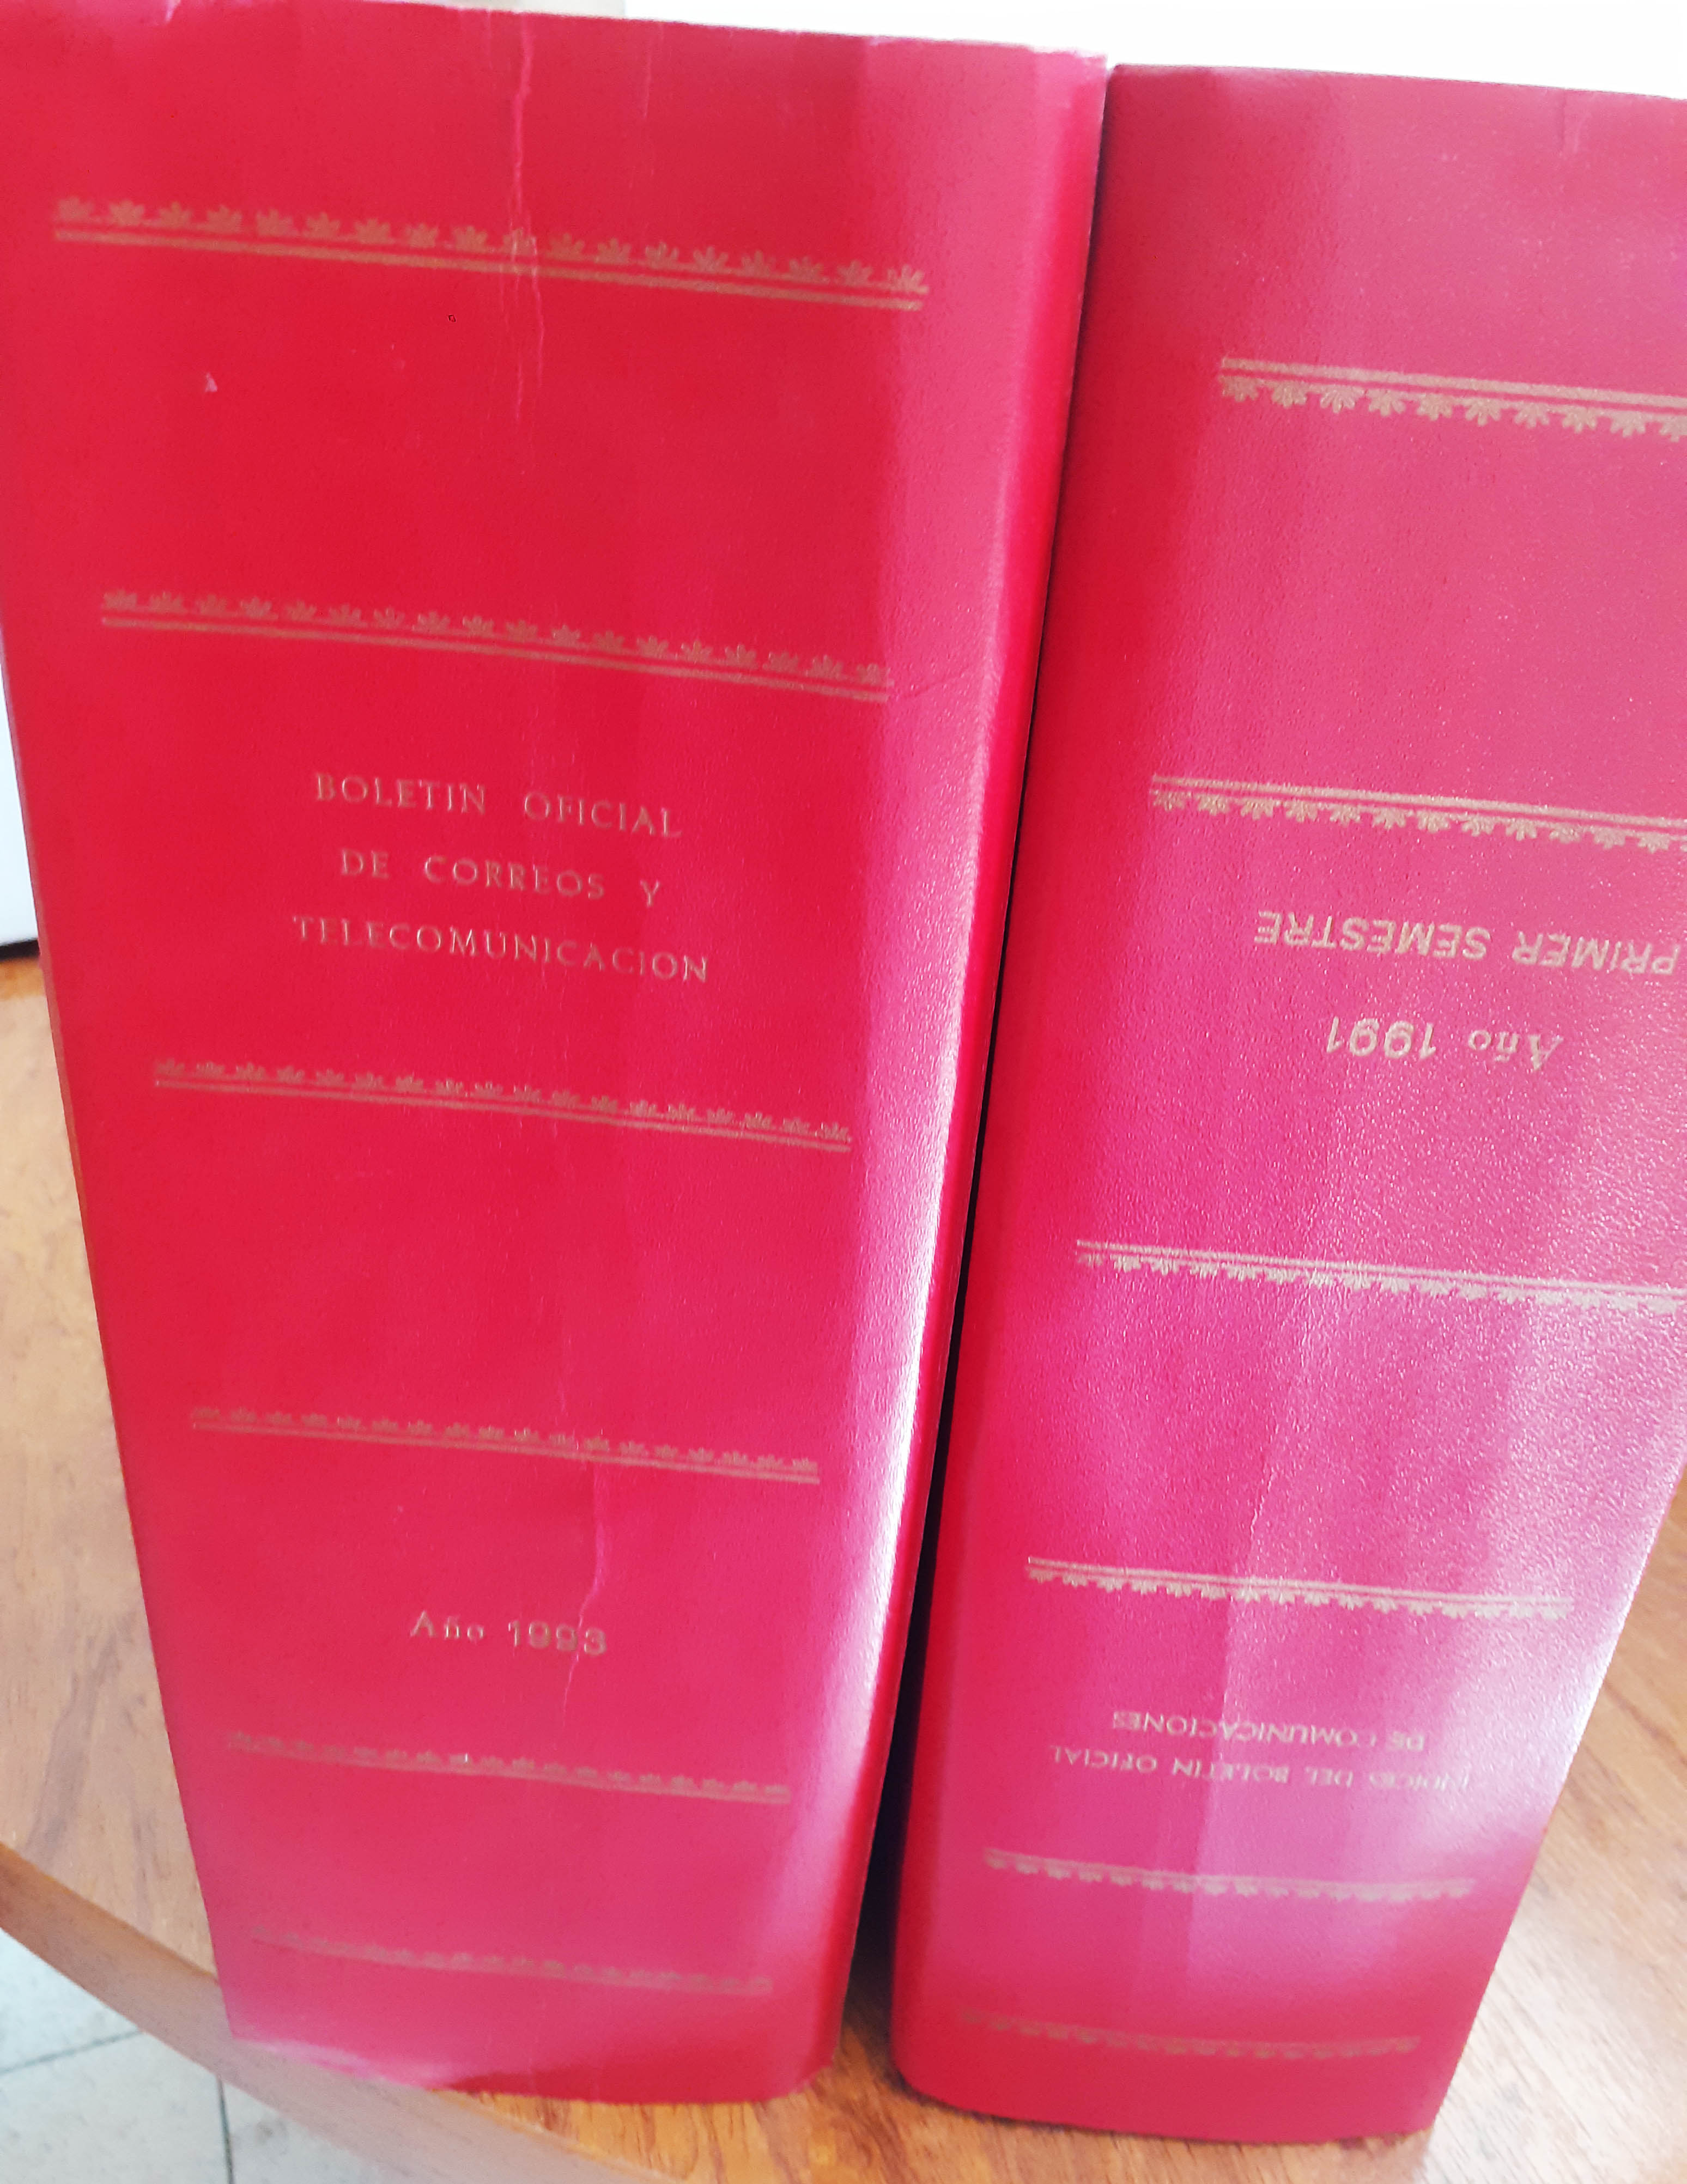 BOLETIN OFICIAL
DE CORREOS Y
TELECOMUNICACION
Año 1993
DEL BOLETIN OFICIAL
DE COMUNICACIONES
Año 1991
PRIMER SEMESTRE